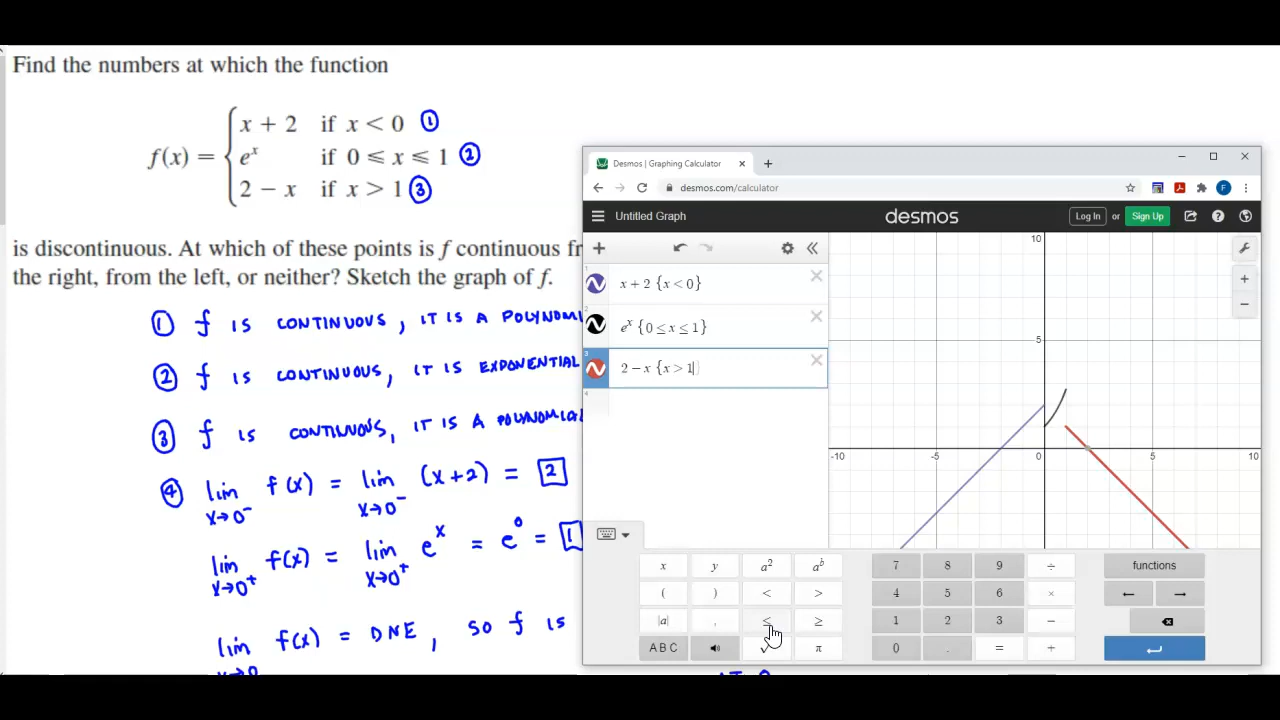 Find the numbers at which the function
x + 2 if x < 0 ①
f(x) = e^x if 0 ⩽ x ⩽ 1 ②
2 − x if x > 1 ③
is discontinuous. At which of these points is f continuous fr
the right, from the left, or neither? Sketch the graph of f.
① f IS CONTINUOUS, IT IS A POLYNOMI
② f IS CONTINUOUS, IT IS EXPONENTIAL
③ f IS CONTINUOUS, IT IS A POLYNOMIA
④ lim x→0⁻ f(x) = lim x→0⁻ (x+2) = 2
lim x→0⁺ f(x) = lim x→0⁺ e^x = e^0 = 1
lim x→0 f(x) = DNE, SO f IS
Desmos | Graphing Calculator
desmos.com/calculator
F
Untitled Graph
desmos
Log In or Sign Up
1 x + 2 {x < 0}
2 e^x {0 ≤ x ≤ 1}
3 2 − x {x > 1}
4
10
5
-10 -5 0 5 10
x y a² a^b 7 8 9 ÷ functions
( ) < > 4 5 6 ×
|a| , ≤ ≥ 1 2 3 −
A B C √ π 0 . = +